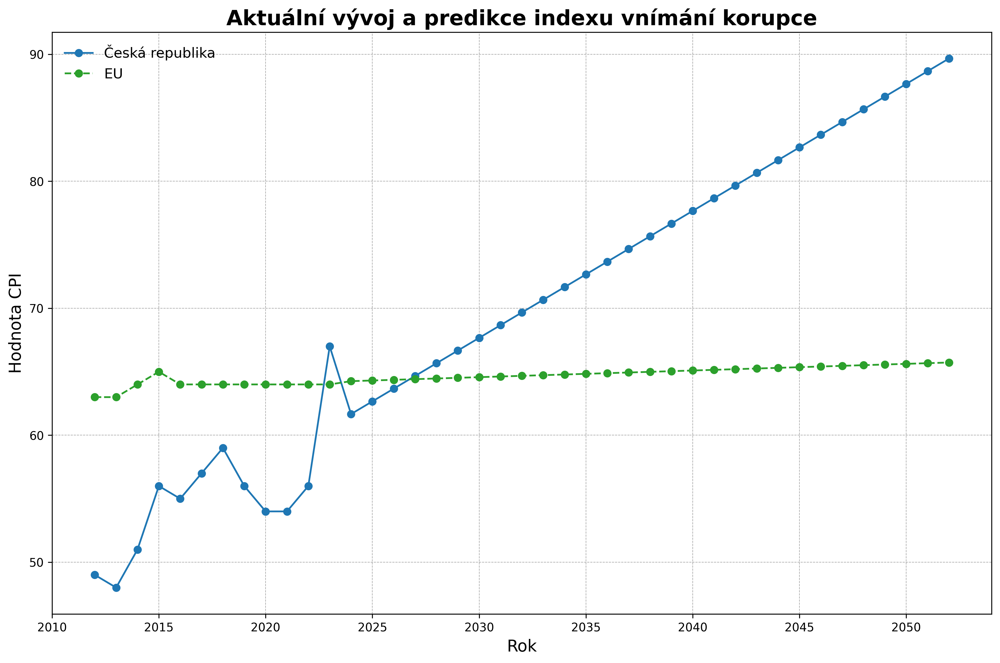 Aktuální vývoj a predikce indexu vnímání korupce
Česká republika
EU
90
80
70
60
50
Hodnota CPI
2010 2015 2020 2025 2030 2035 2040 2045 2050
Rok